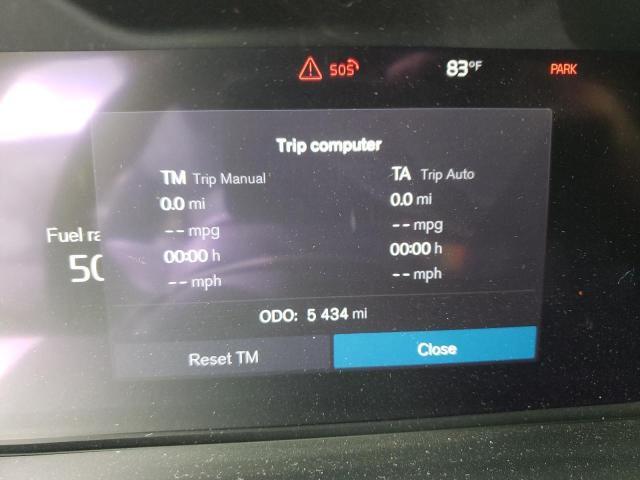 SOS 83°F PARK
Trip computer
TM Trip Manual TA Trip Auto
0.0 mi 0.0 mi
-- mpg -- mpg
00:00 h 00:00 h
-- mph -- mph
ODO: 5 434 mi
Reset TM Close
Fuel ra
50